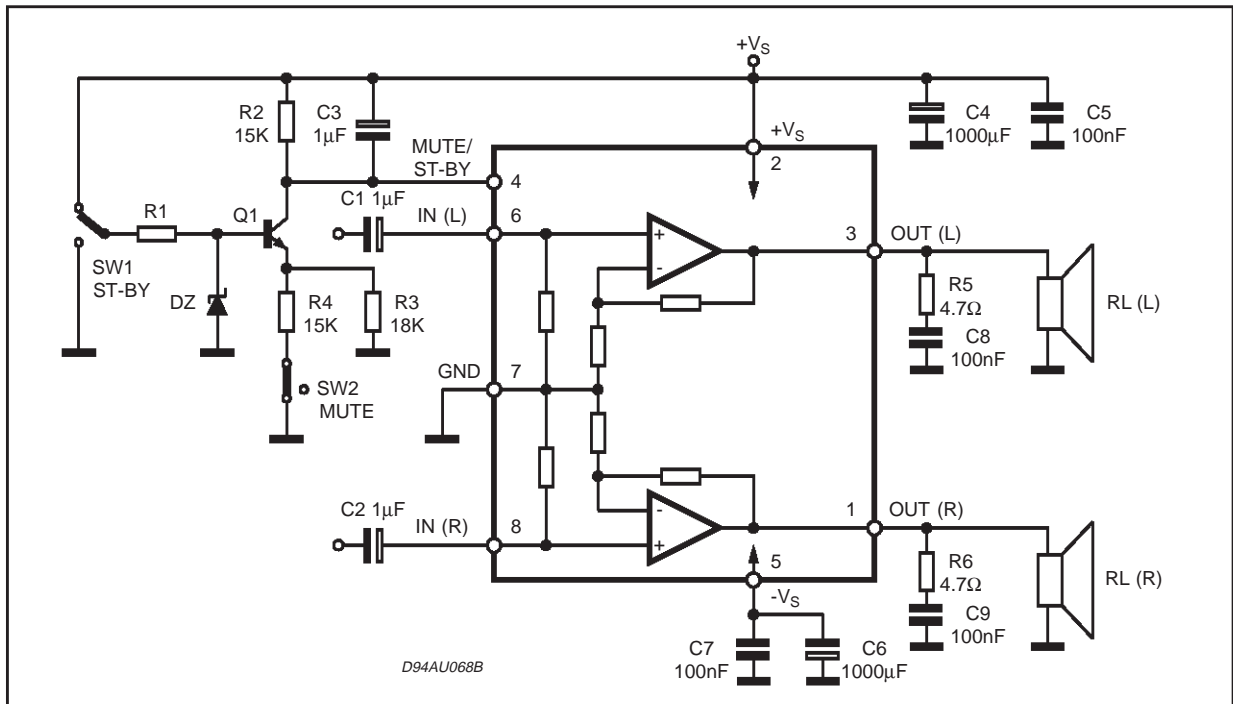 +VS
R2
15K
C3
1µF
C4
1000µF
C5
100nF
MUTE/
ST-BY
+VS
2
4
R1
Q1
C1 1µF
IN (L)
6
+
-
3
OUT (L)
SW1
ST-BY
DZ
R4
15K
R3
18K
R5
4.7Ω
C8
100nF
RL (L)
GND
7
SW2
MUTE
C2 1µF
IN (R)
8
-
+
1
OUT (R)
5
-VS
R6
4.7Ω
C9
100nF
RL (R)
C7
100nF
C6
1000µF
D94AU068B